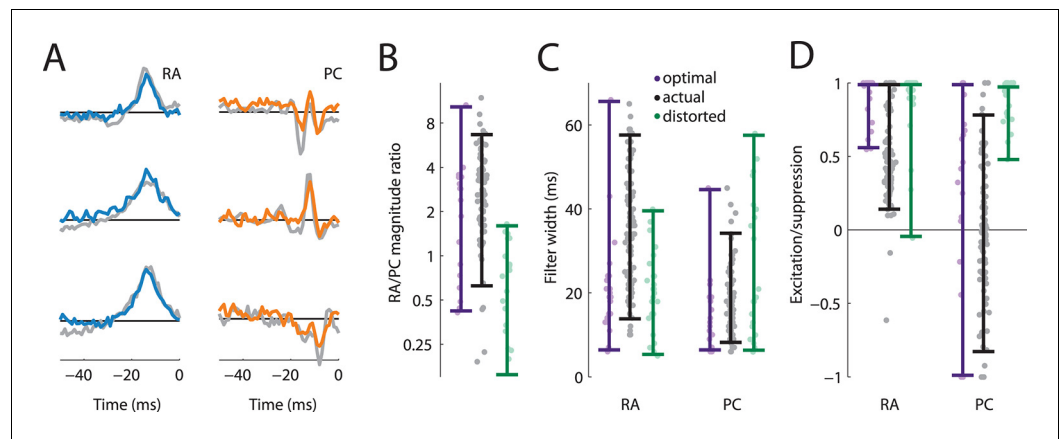 A
RA
PC
−40
−20
0
−40
−20
0
Time (ms)
Time (ms)
B
RA/PC magnitude ratio
8
4
2
1
0.5
0.25
C
optimal
actual
distorted
Filter width (ms)
60
40
20
0
RA
PC
D
Excitation/suppression
1
0.5
0
−0.5
−1
RA
PC